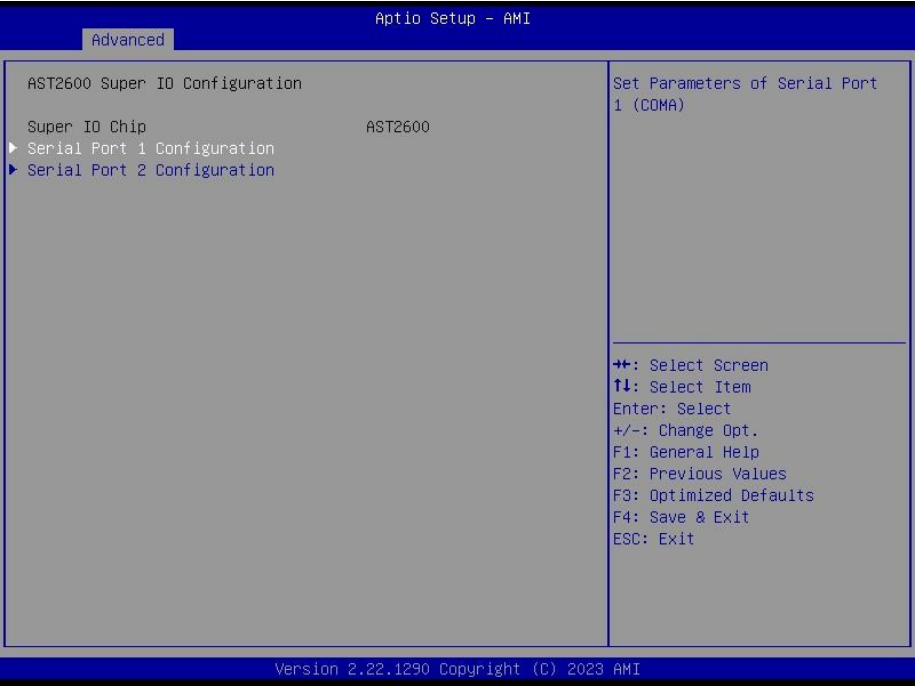 Aptio Setup - AMI
Advanced
AST2600 Super IO Configuration
Super IO Chip AST2600
Serial Port 1 Configuration
Serial Port 2 Configuration
Set Parameters of Serial Port
1 (COMA)
→←: Select Screen
↑↓: Select Item
Enter: Select
+/-: Change Opt.
F1: General Help
F2: Previous Values
F3: Optimized Defaults
F4: Save & Exit
ESC: Exit
Version 2.22.1290 Copyright (C) 2023 AMI